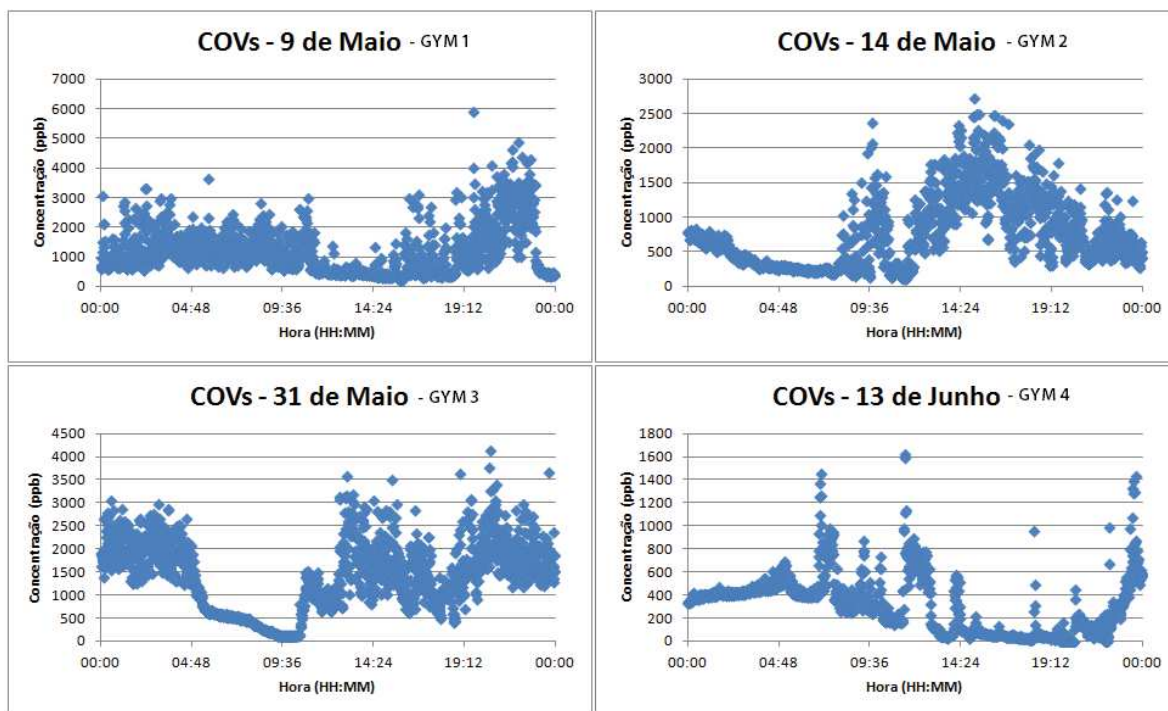 COVs - 9 de Maio - GYM 1
Concentração (ppb)
7000
6000
5000
4000
3000
2000
1000
0
00:00 04:48 09:36 14:24 19:12 00:00
Hora (HH:MM)
COVs - 14 de Maio - GYM 2
Concentração (ppb)
3000
2500
2000
1500
1000
500
0
00:00 04:48 09:36 14:24 19:12 00:00
Hora (HH:MM)
COVs - 31 de Maio - GYM 3
Concentração (ppb)
4500
4000
3500
3000
2500
2000
1500
1000
500
0
00:00 04:48 09:36 14:24 19:12 00:00
Hora (HH:MM)
COVs - 13 de Junho - GYM 4
Concentração (ppb)
1800
1600
1400
1200
1000
800
600
400
200
0
00:00 04:48 09:36 14:24 19:12 00:00
Hora (HH:MM)